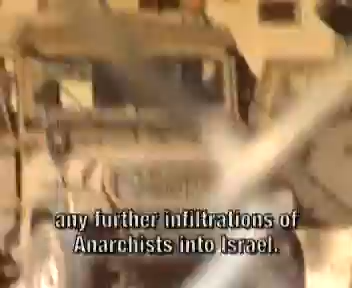 any further infiltrations of
Anarchists into Israel.